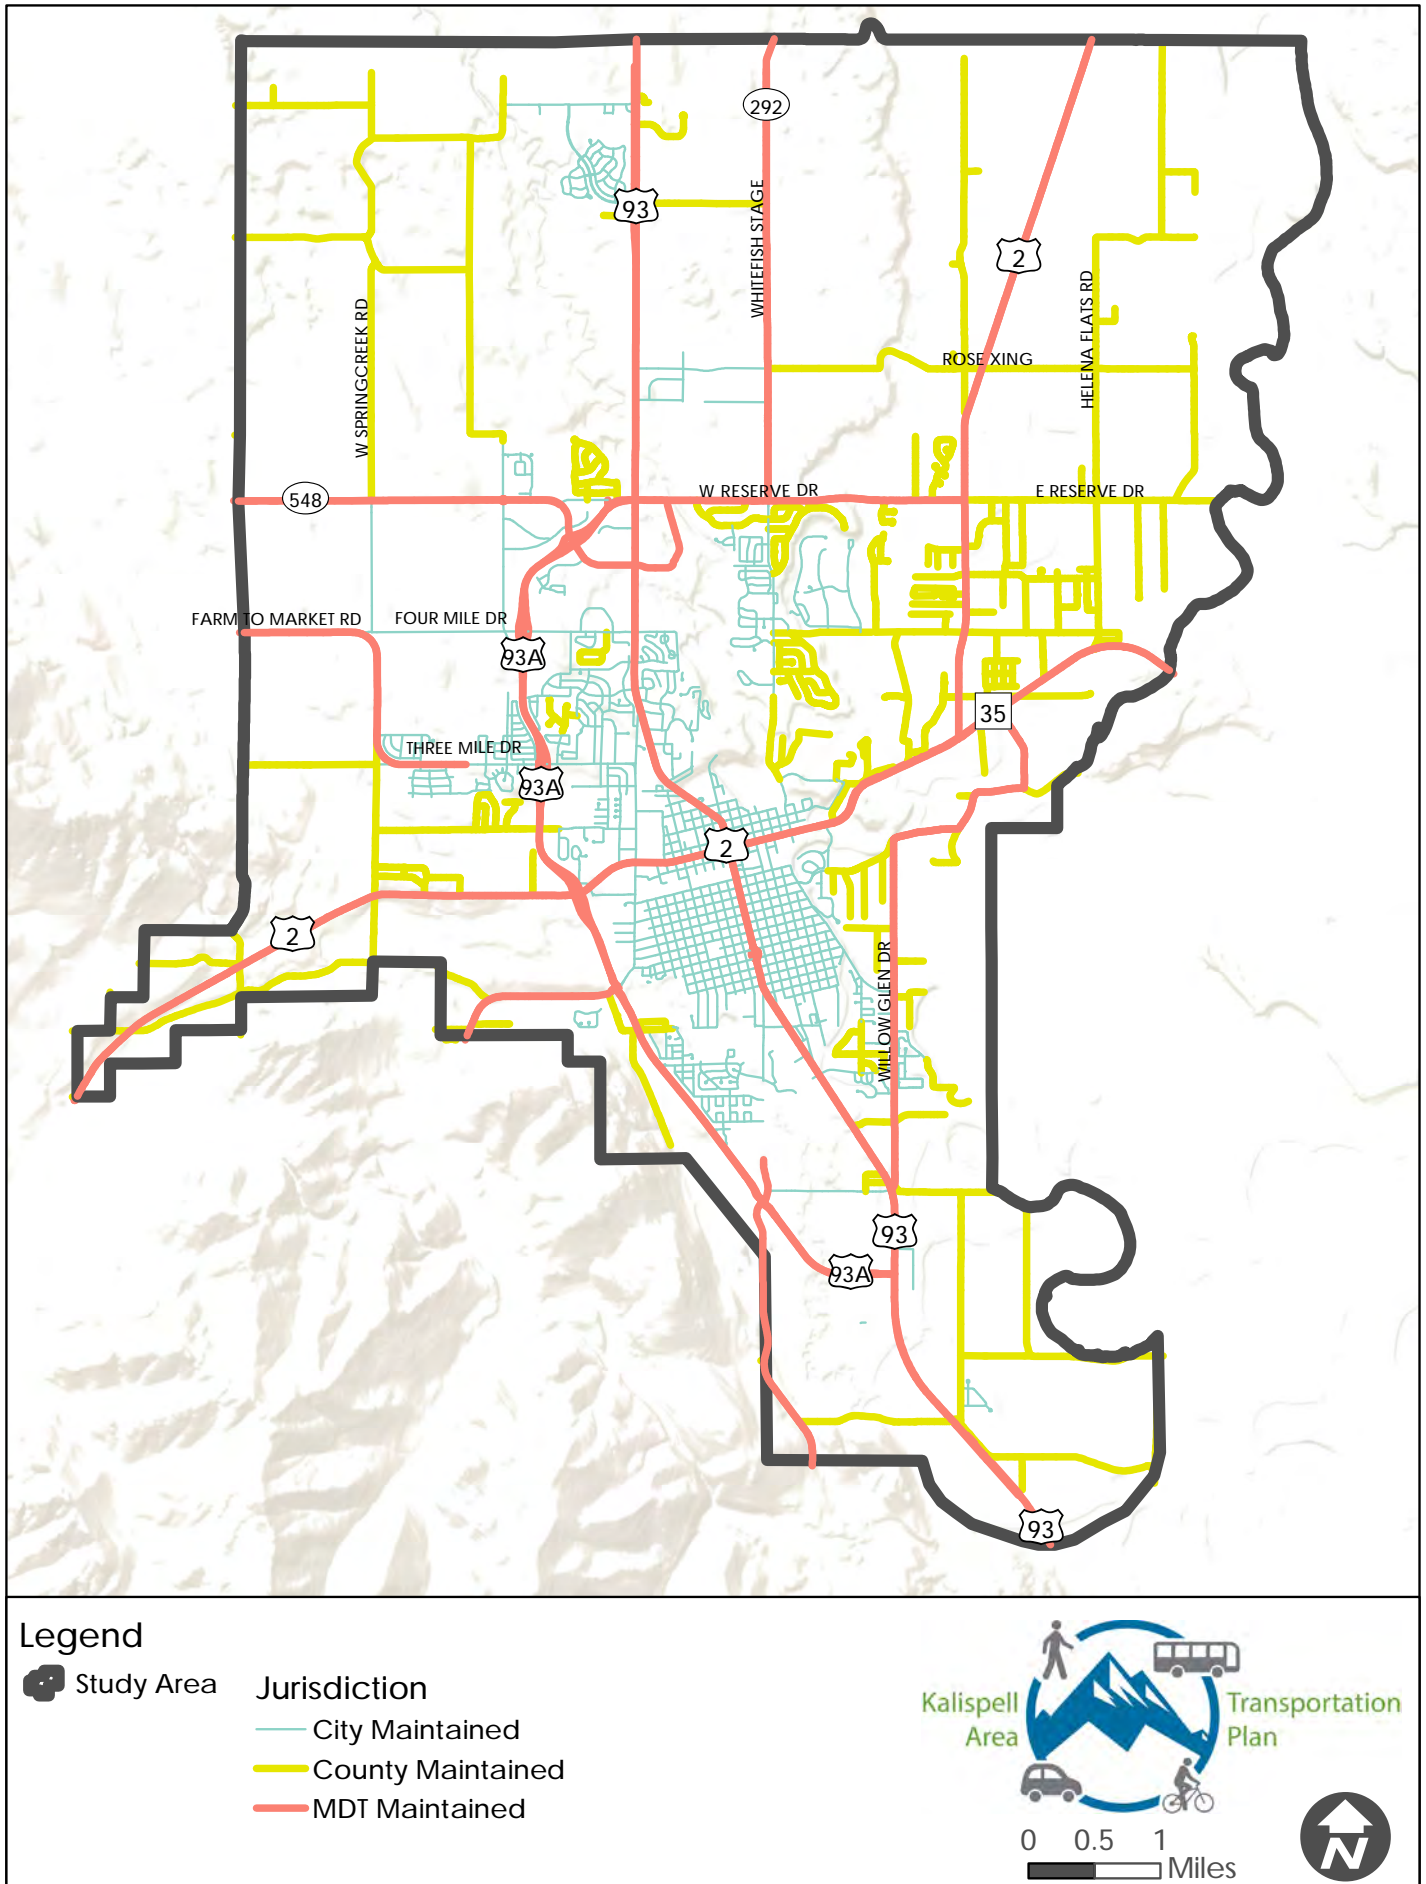 292
93
WHITEFISH STAGE
2
W SPRINGCREEK RD
HELENA FLATS RD
ROSE XING
548
W RESERVE DR
E RESERVE DR
FARM TO MARKET RD
FOUR MILE DR
93A
35
THREE MILE DR
93A
2
2
WILLOW GLEN DR
93
93A
93
Legend
Study Area
Jurisdiction
City Maintained
County Maintained
MDT Maintained
Kalispell Transportation
Area Plan
0 0.5 1
Miles
N